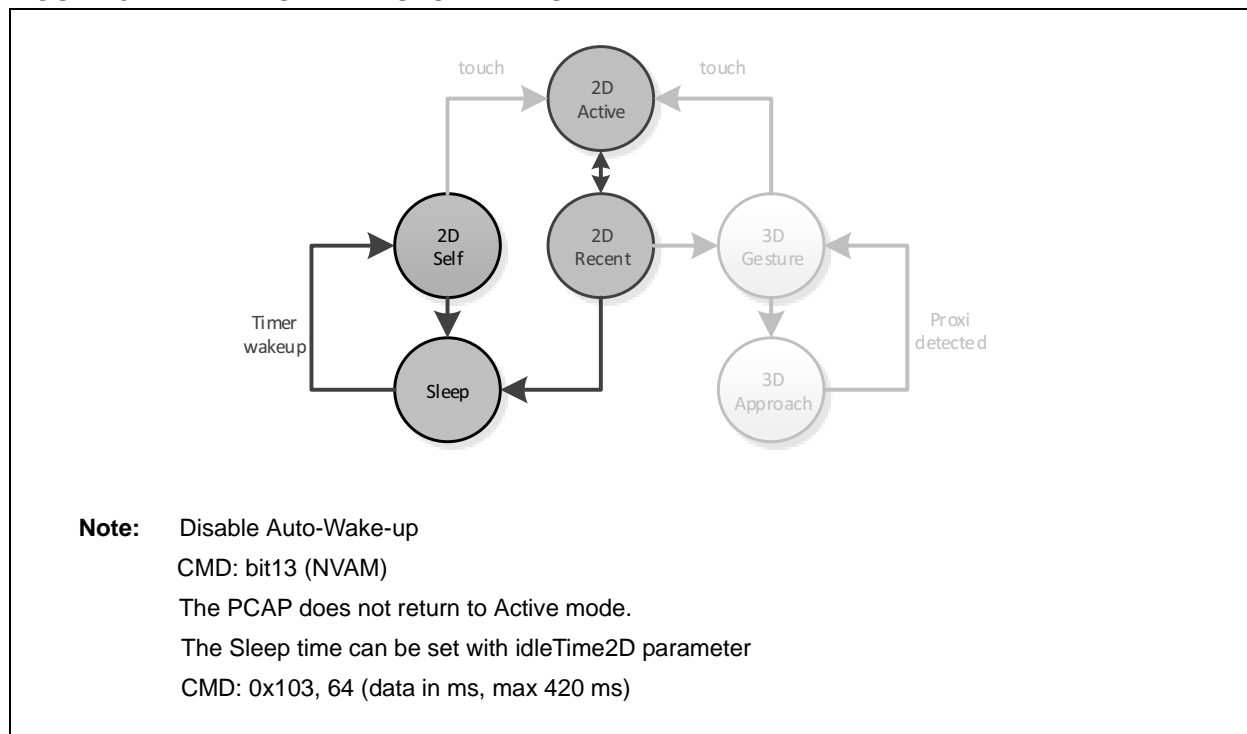 touch
touch
2D
Active
2D
Self
2D
Recent
3D
Gesture
Timer
wakeup
Proxi
detected
Sleep
3D
Approach
Note: Disable Auto-Wake-up
CMD: bit13 (NVAM)
The PCAP does not return to Active mode.
The Sleep time can be set with idleTime2D parameter
CMD: 0x103, 64 (data in ms, max 420 ms)